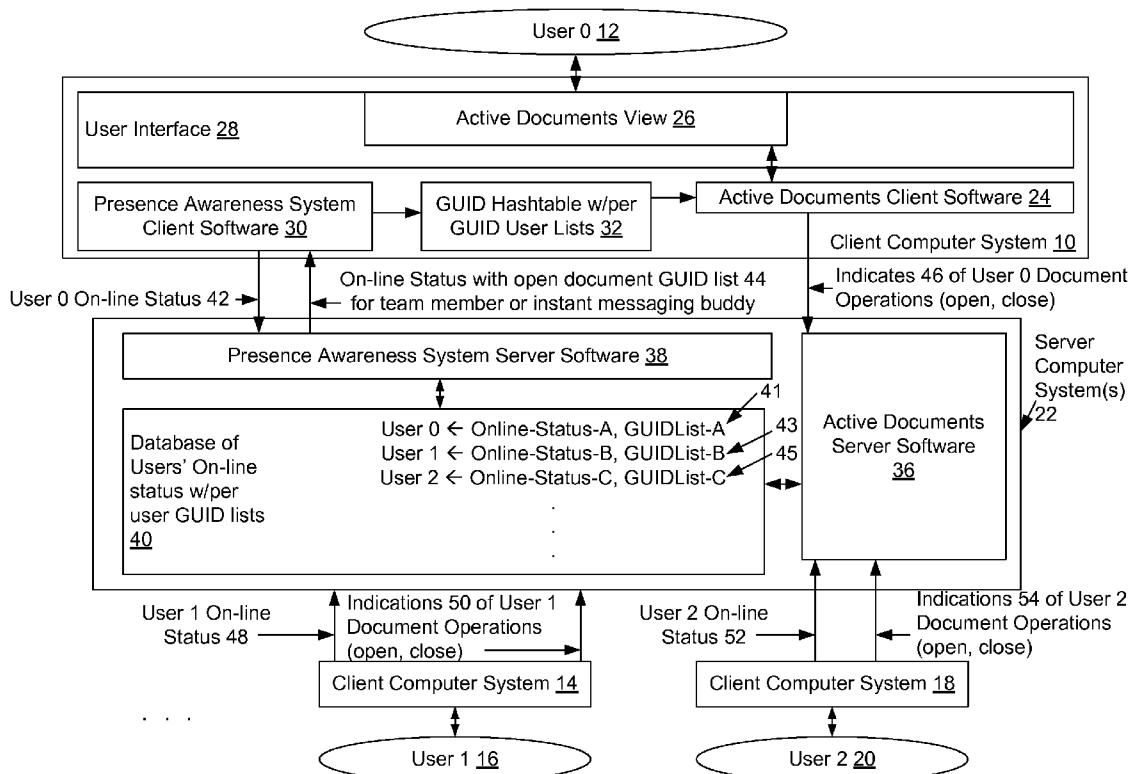 User 0 12
Active Documents View 26
User Interface 28
Presence Awareness System
Client Software 30
GUID Hashtable w/per
GUID User Lists 32
Active Documents Client Software 24
Client Computer System 10
User 0 On-line Status 42
On-line Status with open document GUID list 44
for team member or instant messaging buddy
Indicates 46 of User 0 Document
Operations (open, close)
Presence Awareness System Server Software 38
Server
Computer
System(s)
22
41
Database of
Users' On-line
status w/per
user GUID lists
40
User 0 ← Online-Status-A, GUIDList-A
User 1 ← Online-Status-B, GUIDList-B
User 2 ← Online-Status-C, GUIDList-C
.
.
.
43
45
Active Documents
Server Software
36
User 1 On-line
Status 48
Indications 50 of User 1
Document Operations
(open, close)
User 2 On-line
Status 52
Indications 54 of User 2
Document Operations
(open, close)
Client Computer System 14
Client Computer System 18
. . .
User 1 16
User 2 20